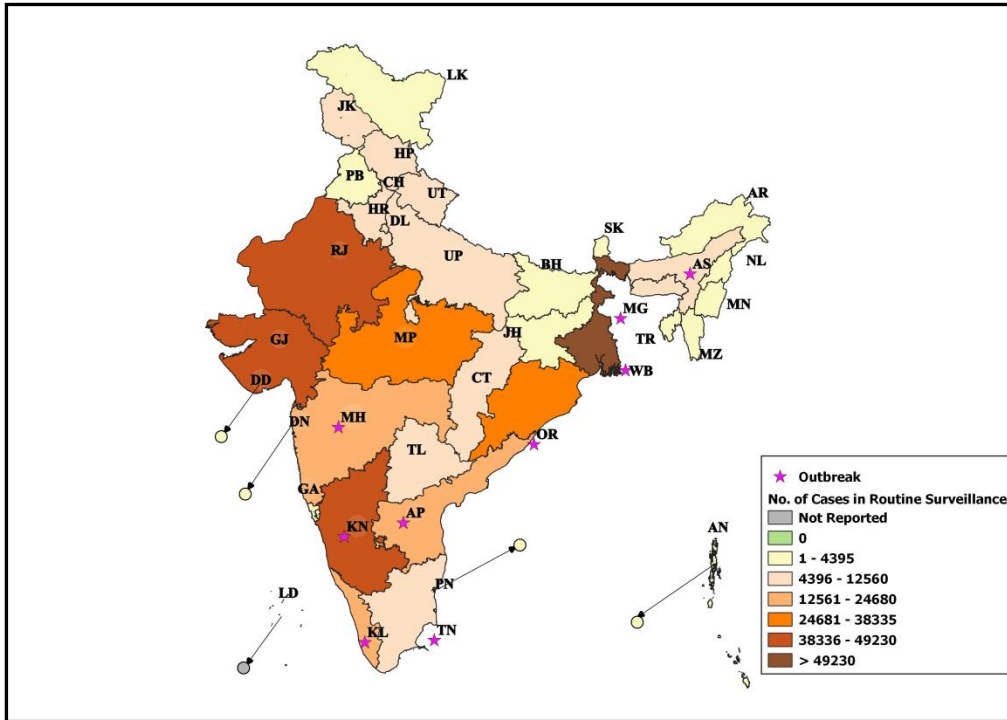 LK
JK
HP
PB
CH
UT
HR
DL
AR
SK
RJ
UP
BH
AS
NL
MG
MN
GJ
MP
JH
TR
MZ
DD
CT
WB
DN
MH
OR
TL
GA
AP
KN
PN
LD
KL
TN
AN
Outbreak
No. of Cases in Routine Surveillance
Not Reported
0
1 - 4395
4396 - 12560
12561 - 24680
24681 - 38335
38336 - 49230
> 49230